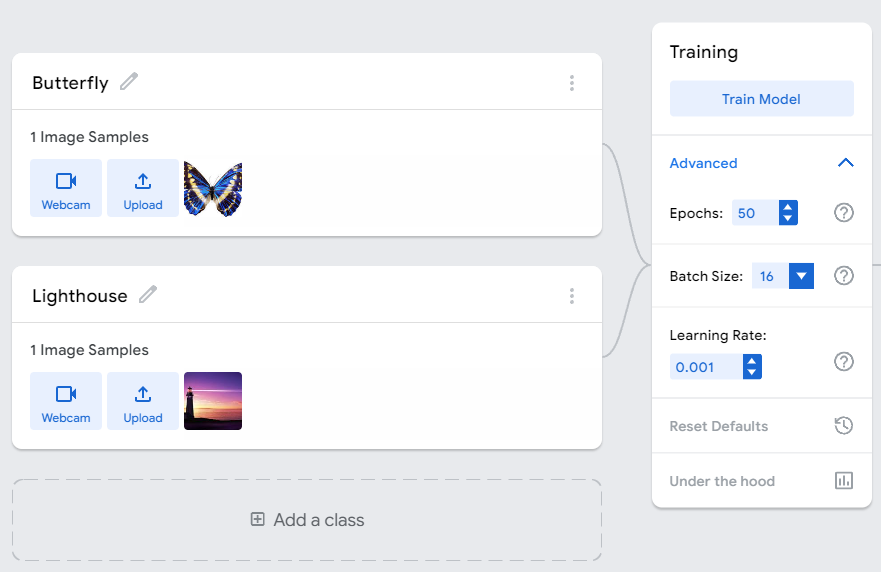 Butterfly
1 Image Samples
Webcam
Upload
Lighthouse
1 Image Samples
Webcam
Upload
Add a class
Training
Train Model
Advanced
Epochs: 50
Batch Size: 16
Learning Rate:
0.001
Reset Defaults
Under the hood